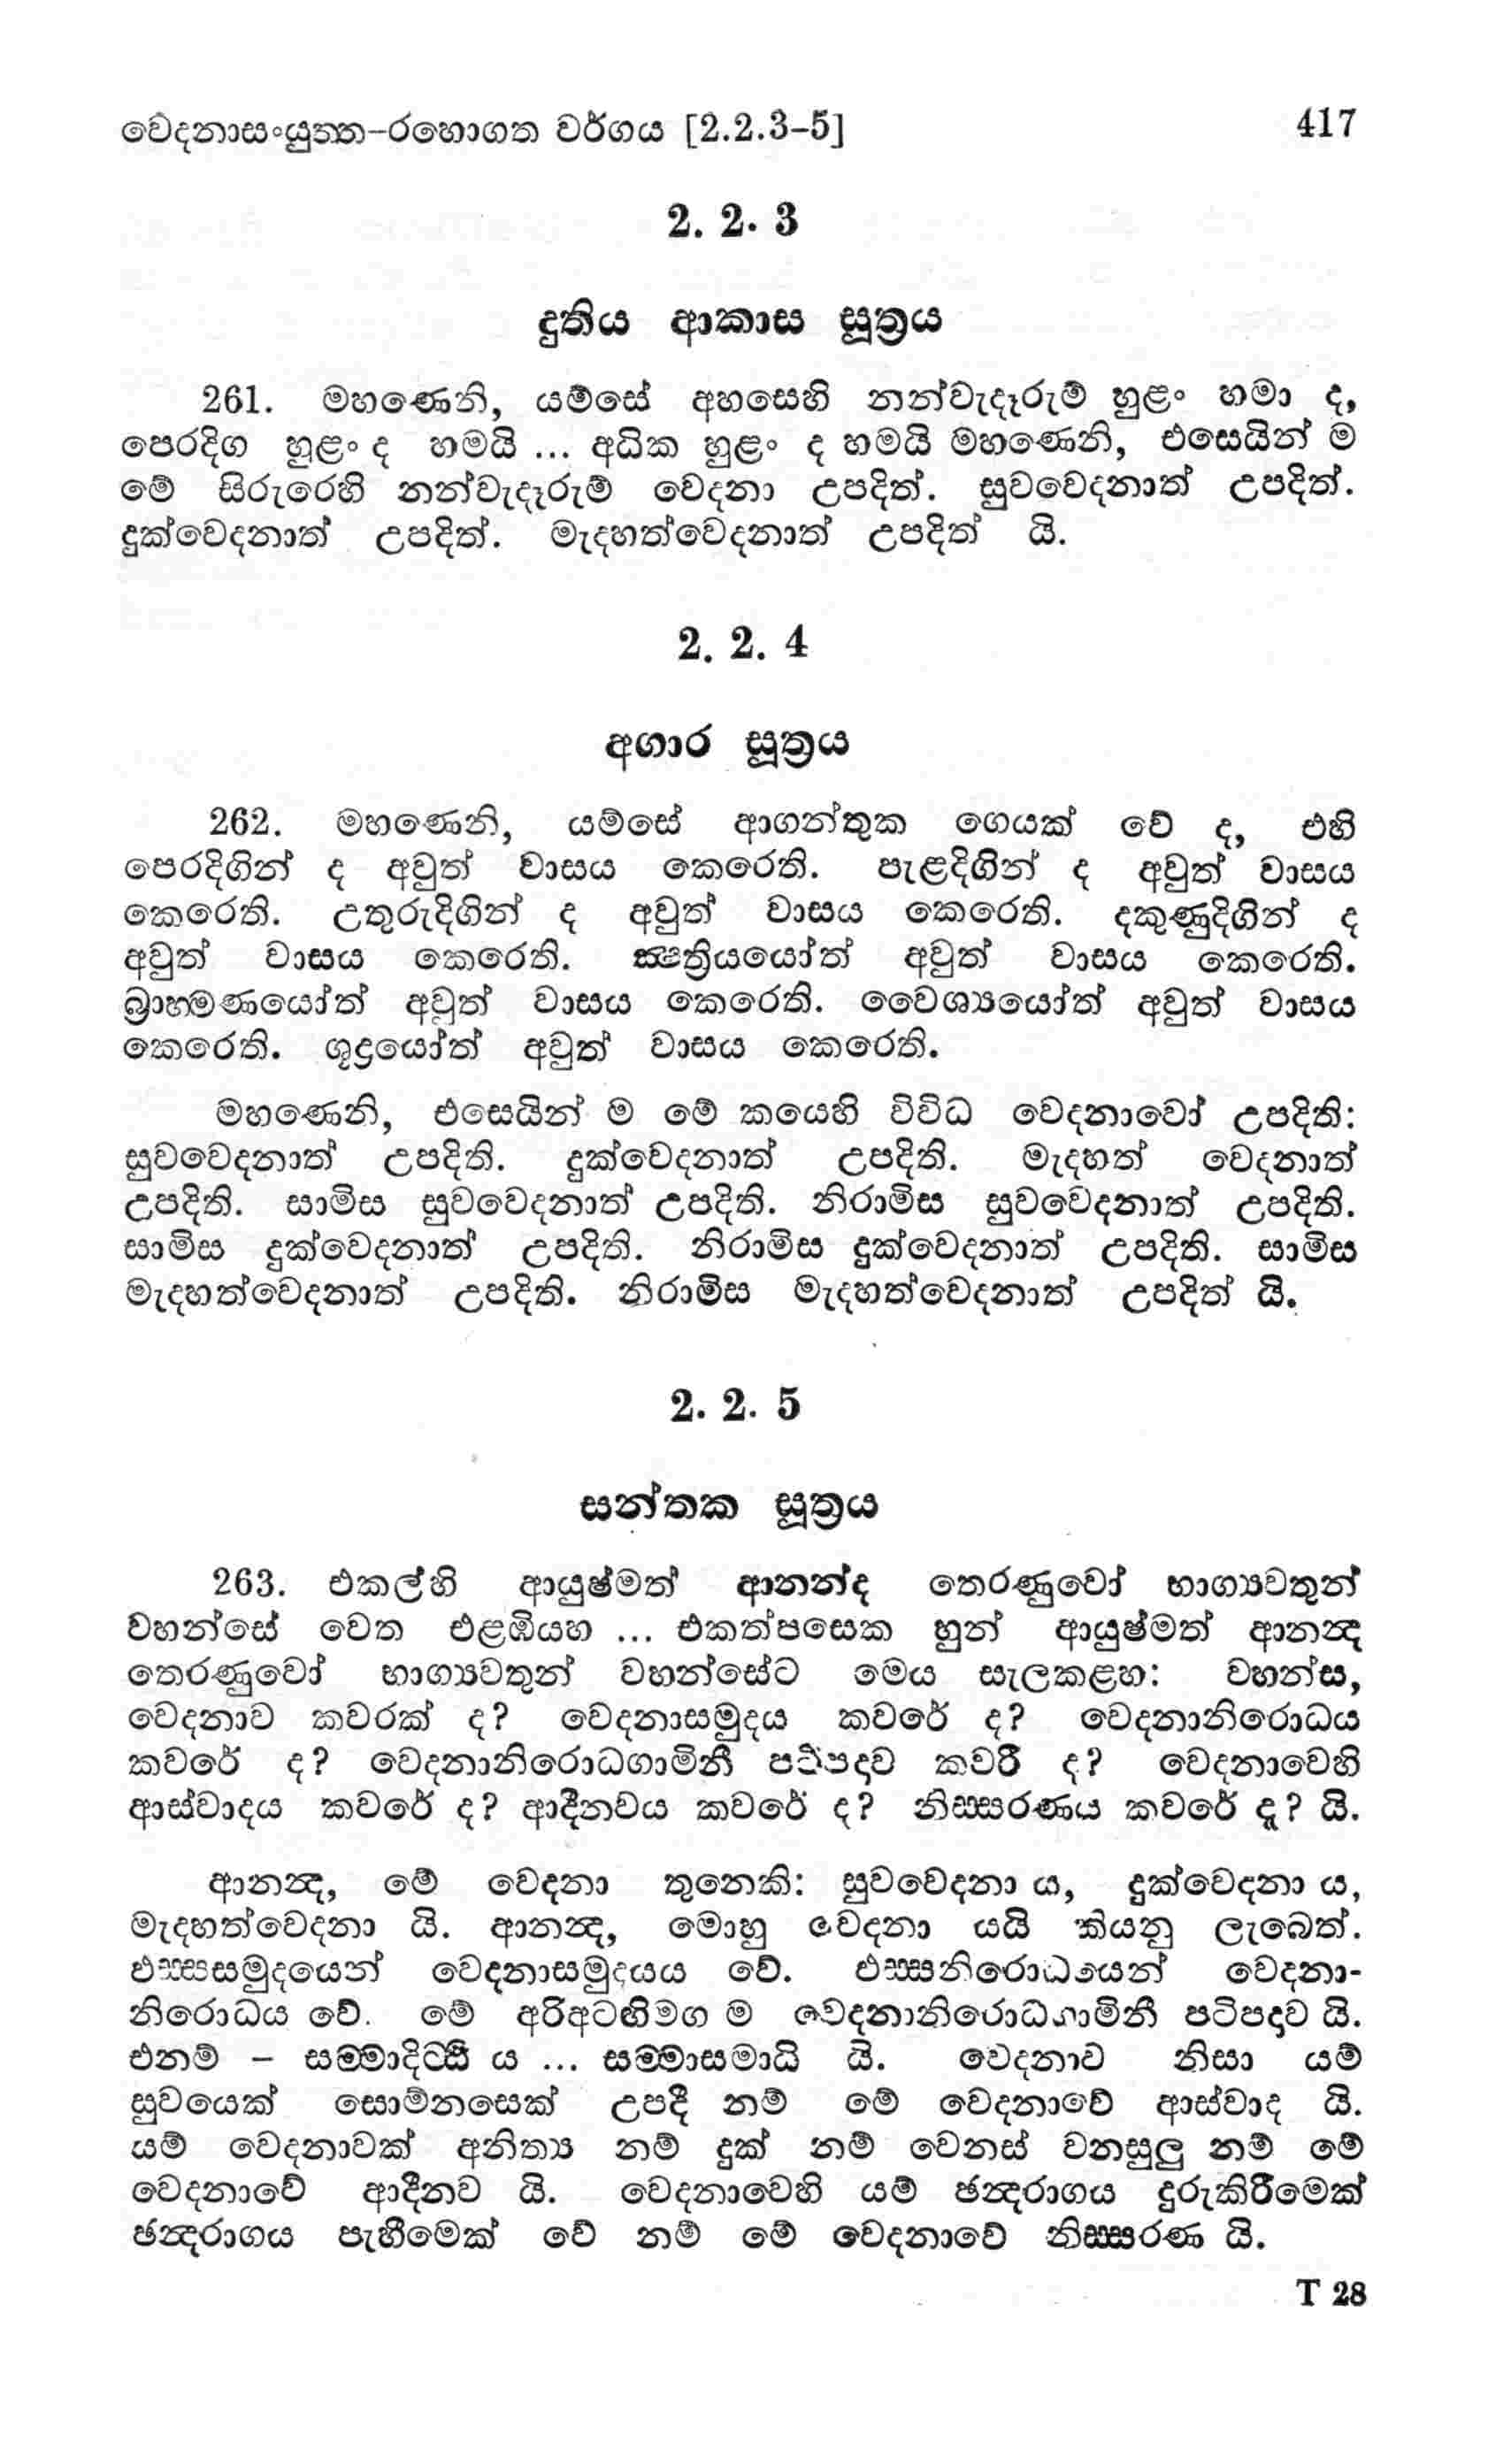 වෙදනාසංයුත්ත-රහොගත වර්ගය [2.2.3-5] 417
2. 2. 3
දුතිය ආකාස සූත්‍රය
261. මහණෙනි, යම්සේ අහසෙහි නන්වැදෑරුම් හුළං හමා ද,
පෙරදිග හුළං ද හමයි ... අධික හුළං ද හමයි මහණෙනි, එසෙයින් ම
මේ සිරුරෙහි නන්වැදෑරුම් වෙදනා උපදිත්. සුවවෙදනාත් උපදිත්.
දුක්වෙදනාත් උපදිත්. මැදහත්වෙදනාත් උපදිත් යි.
2. 2. 4
අගාර සූත්‍රය
262. මහණෙනි, යම්සේ ආගන්තුක ගෙයක් වේ ද, එහි
පෙරදිගින් ද අවුත් වාසය කෙරෙති. පැළදිගින් ද අවුත් වාසය
කෙරෙති. උතුරුදිගින් ද අවුත් වාසය කෙරෙති. දකුණුදිගින් ද
අවුත් වාසය කෙරෙති. ක්‍ෂත්‍රියයෝත් අවුත් වාසය කෙරෙති.
බ්‍රාහ්මණයෝත් අවුත් වාසය කෙරෙති. වෛශ්‍යයෝත් අවුත් වාසය
කෙරෙති. ශූද්‍රයෝත් අවුත් වාසය කෙරෙති.
මහණෙනි, එසෙයින් ම මේ කයෙහි විවිධ වෙදනාවෝ උපදිති:
සුවවෙදනාත් උපදිති. දුක්වෙදනාත් උපදිති. මැදහත් වෙදනාත්
උපදිති. සාමිස සුවවෙදනාත් උපදිති. නිරාමිස සුවවෙදනාත් උපදිති.
සාමිස දුක්වෙදනාත් උපදිති. නිරාමිස දුක්වෙදනාත් උපදිති. සාමිස
මැදහත්වෙදනාත් උපදිති. නිරාමිස මැදහත්වෙදනාත් උපදිත් යි.
2. 2. 5
සන්තක සූත්‍රය
263. එකල්හි ආයුෂ්මත් ආනන්ද තෙරණුවෝ භාග්‍යවතුන්
වහන්සේ වෙත එළඹියහ ... එකත්පසෙක හුන් ආයුෂ්මත් ආනන්‍ද
තෙරණුවෝ භාග්‍යවතුන් වහන්සේට මෙය සැලකළහ: වහන්ස,
වෙදනාව කවරක් ද? වෙදනාසමුදය කවරේ ද? වෙදනානිරොධය
කවරේ ද? වෙදනානිරොධගාමිනී පටිපදාව කවරී ද? වෙදනාවෙහි
ආස්වාදය කවරේ ද? ආදීනවය කවරේ ද? නිස්සරණය කවරේ ද? යි.
ආනන්‍ද, මේ වෙදනා තුනෙකි: සුවවෙදනා ය, දුක්වෙදනා ය,
මැදහත්වෙදනා යි. ආනන්‍ද, මොහු වෙදනා යයි කියනු ලැබෙත්.
ඵස්සසමුදයෙන් වෙදනාසමුදයය වේ. ඵස්සනිරොධයෙන් වෙදනා-
නිරොධය වේ. මේ අරිඅටඟිමග ම වෙදනානිරොධගාමිනී පටිපදාව යි.
එනම් - සම්මාදිට්ඨි ය ... සම්මාසමාධි යි. වෙදනාව නිසා යම්
සුවයෙක් සොම්නසෙක් උපදී නම් මේ වෙදනාවේ ආස්වාද යි.
යම් වෙදනාවක් අනිත්‍ය නම් දුක් නම් වෙනස් වනසුලු නම් මේ
වෙදනාවේ ආදීනව යි. වෙදනාවෙහි යම් ඡන්‍දරාගය දුරුකිරීමෙක්
ඡන්‍දරාගය පැහීමෙක් වේ නම් මේ වෙදනාවේ නිස්සරණ යි.
T 28